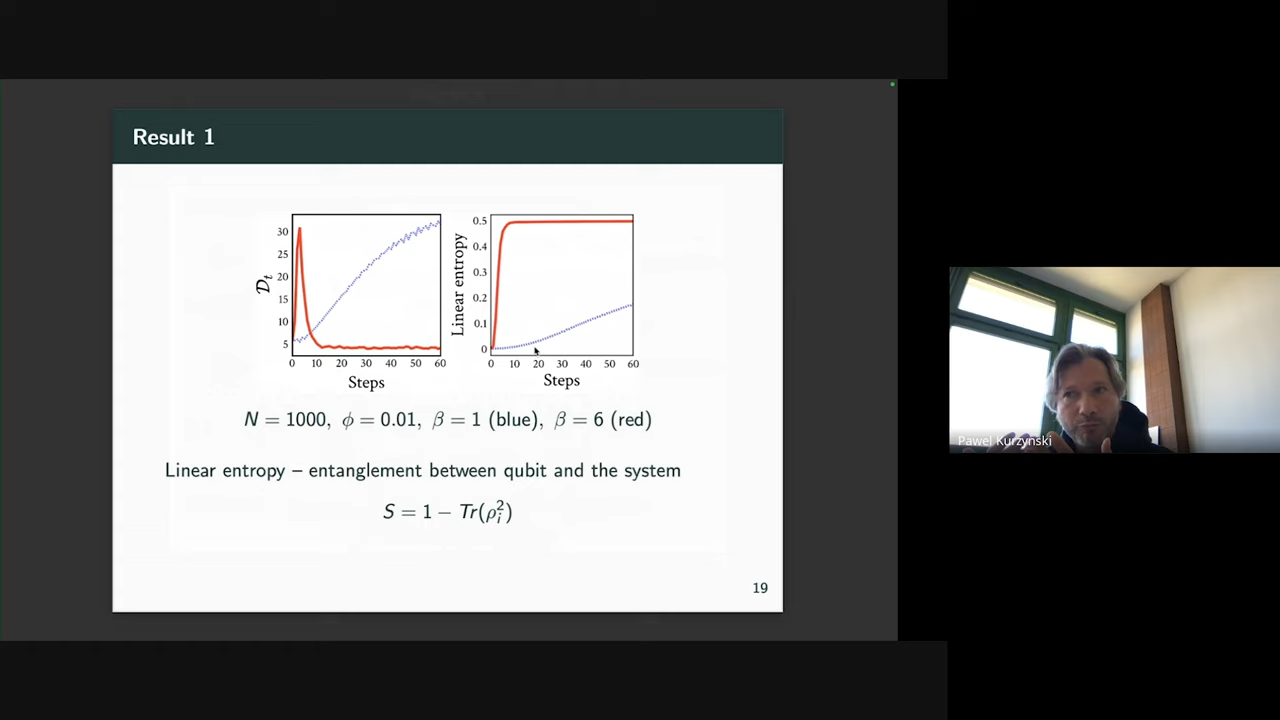 Result 1
30
25
20
15
10
5
𝒟t
0 10 20 30 40 50 60
Steps
0.5
0.4
0.3
0.2
0.1
0
Linear entropy
0 10 20 30 40 50 60
Steps
N = 1000, ϕ = 0.01, β = 1 (blue), β = 6 (red)
Linear entropy – entanglement between qubit and the system
S = 1 − Tr(ρ_i^2)
19
Pawel Kurzynski